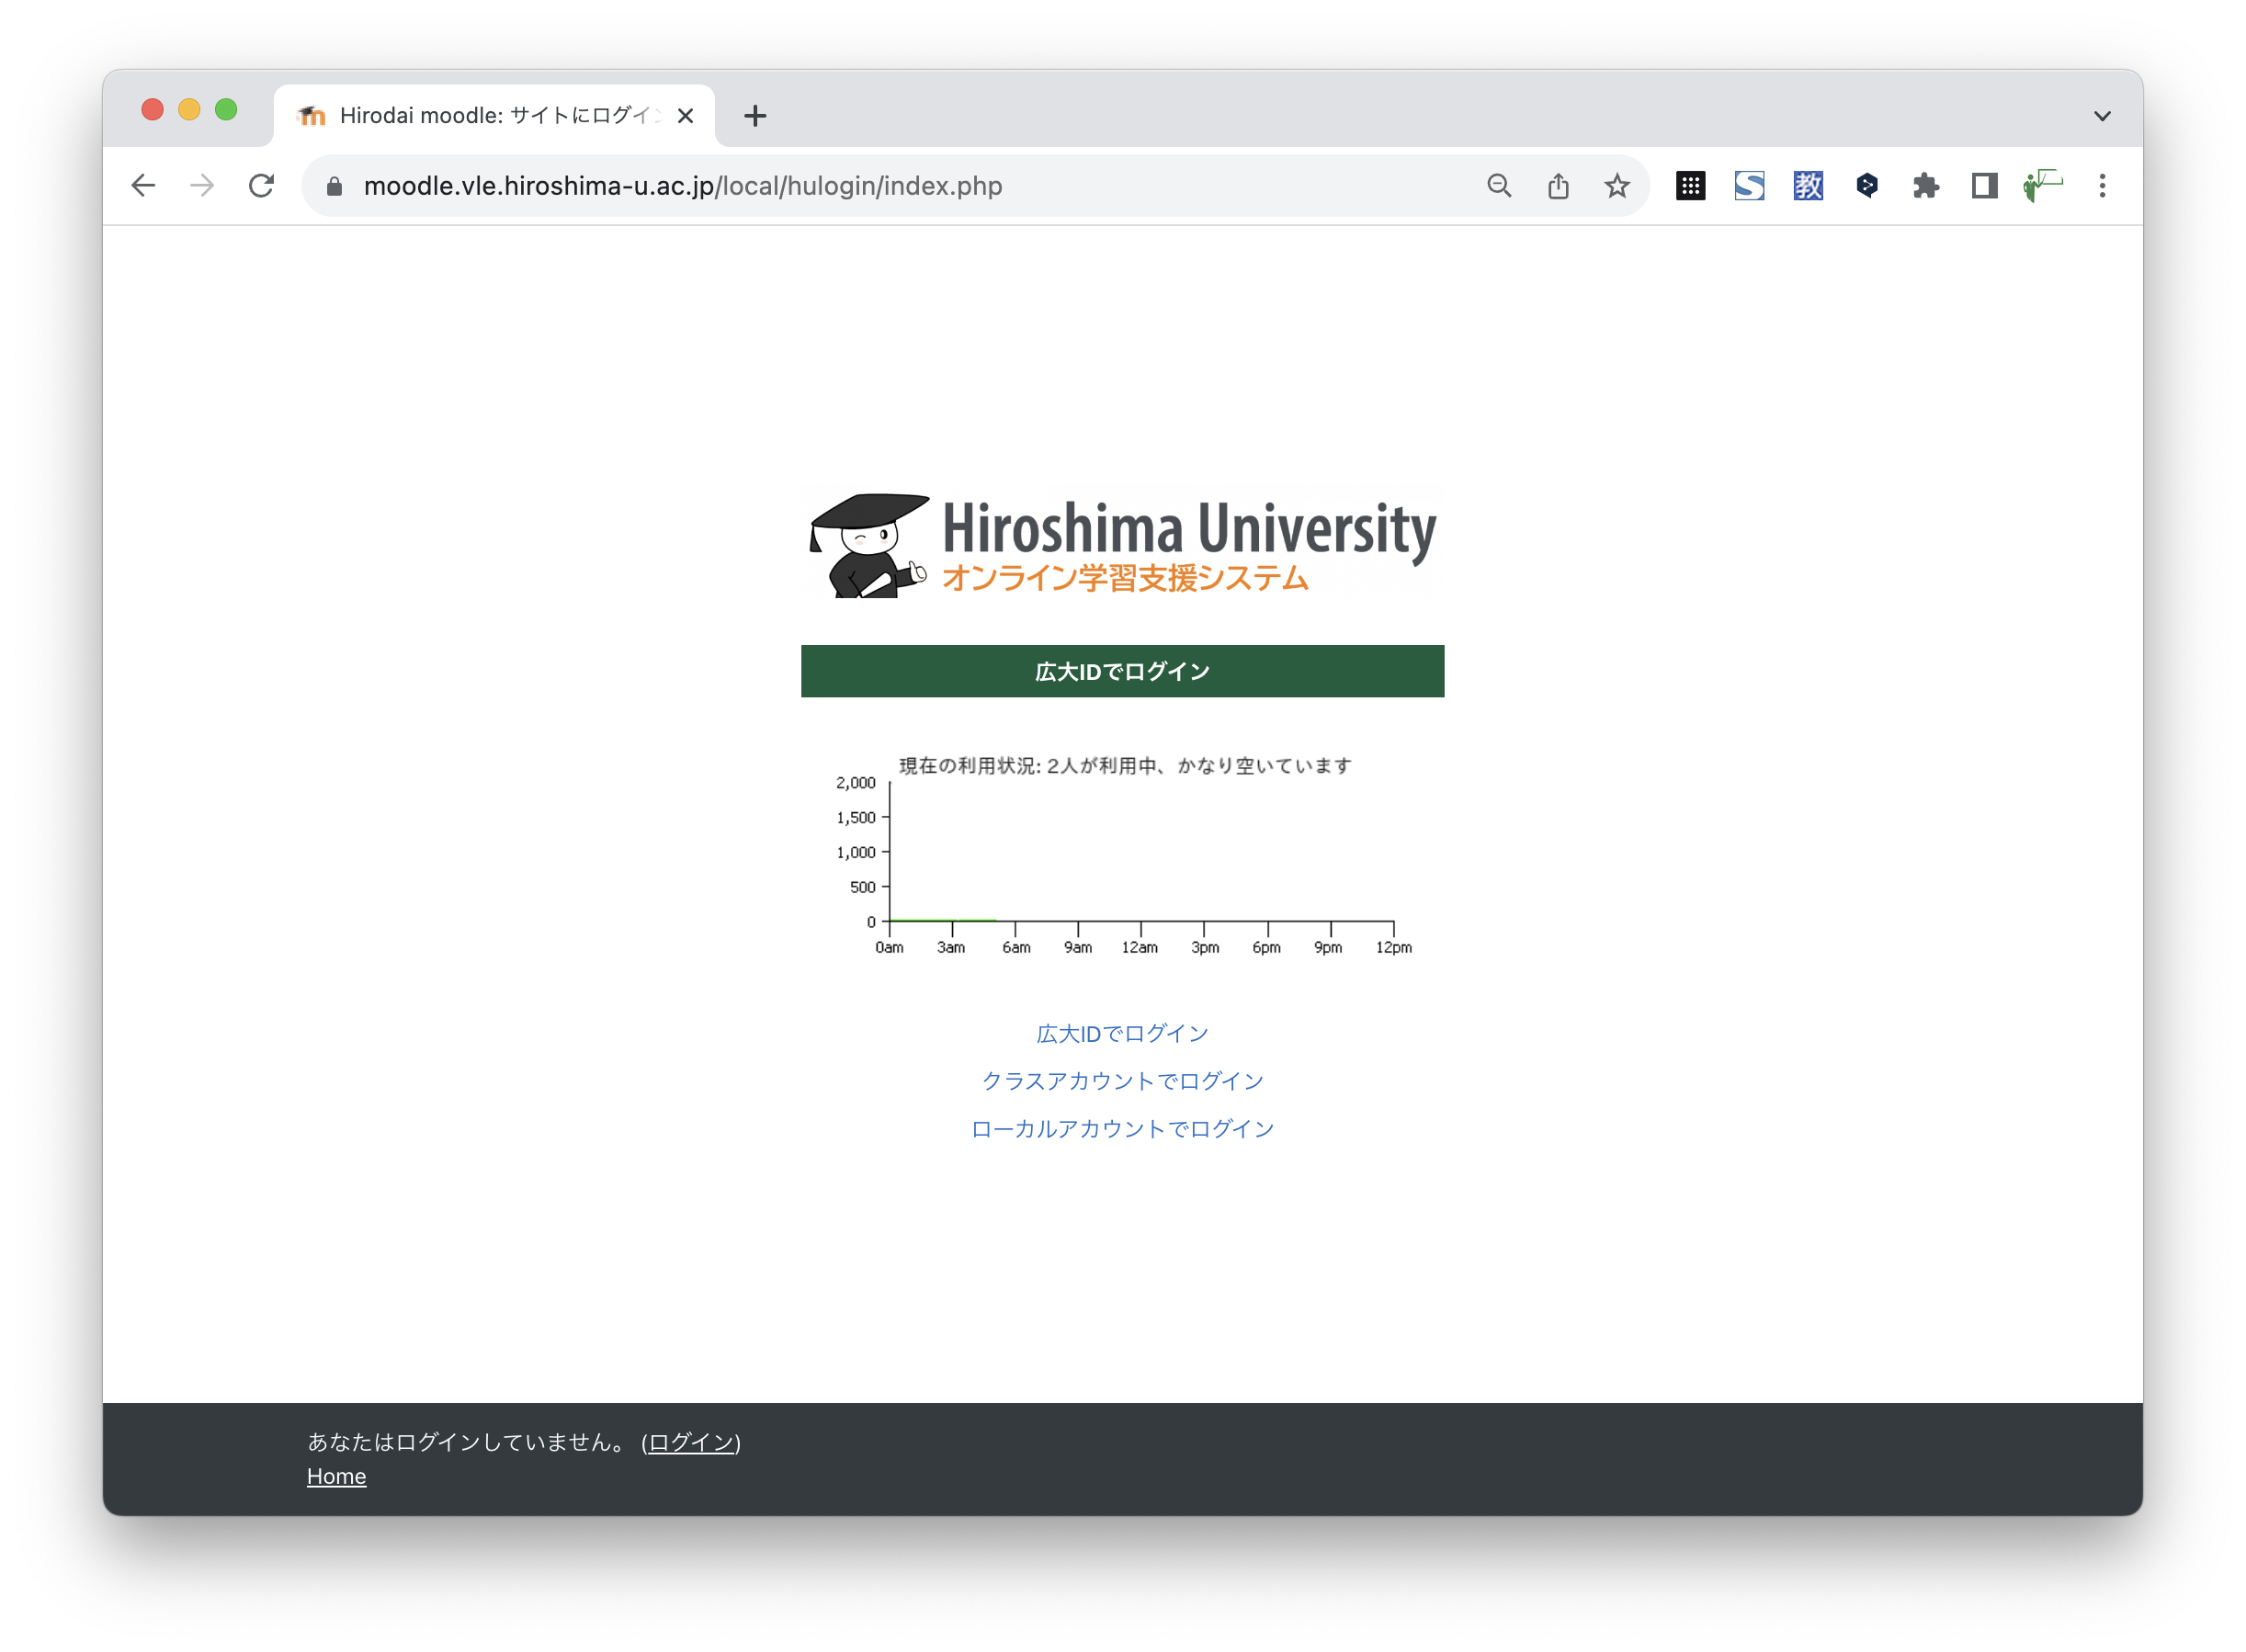 Hirodai moodle: サイトにログイン
moodle.vle.hiroshima-u.ac.jp/local/hulogin/index.php
教
Hiroshima University
オンライン学習支援システム
広大IDでログイン
現在の利用状況: 2人が利用中、かなり空いています
2,000
1,500
1,000
500
0
0am 3am 6am 9am 12am 3pm 6pm 9pm 12pm
広大IDでログイン
クラスアカウントでログイン
ローカルアカウントでログイン
あなたはログインしていません。 (ログイン)
Home